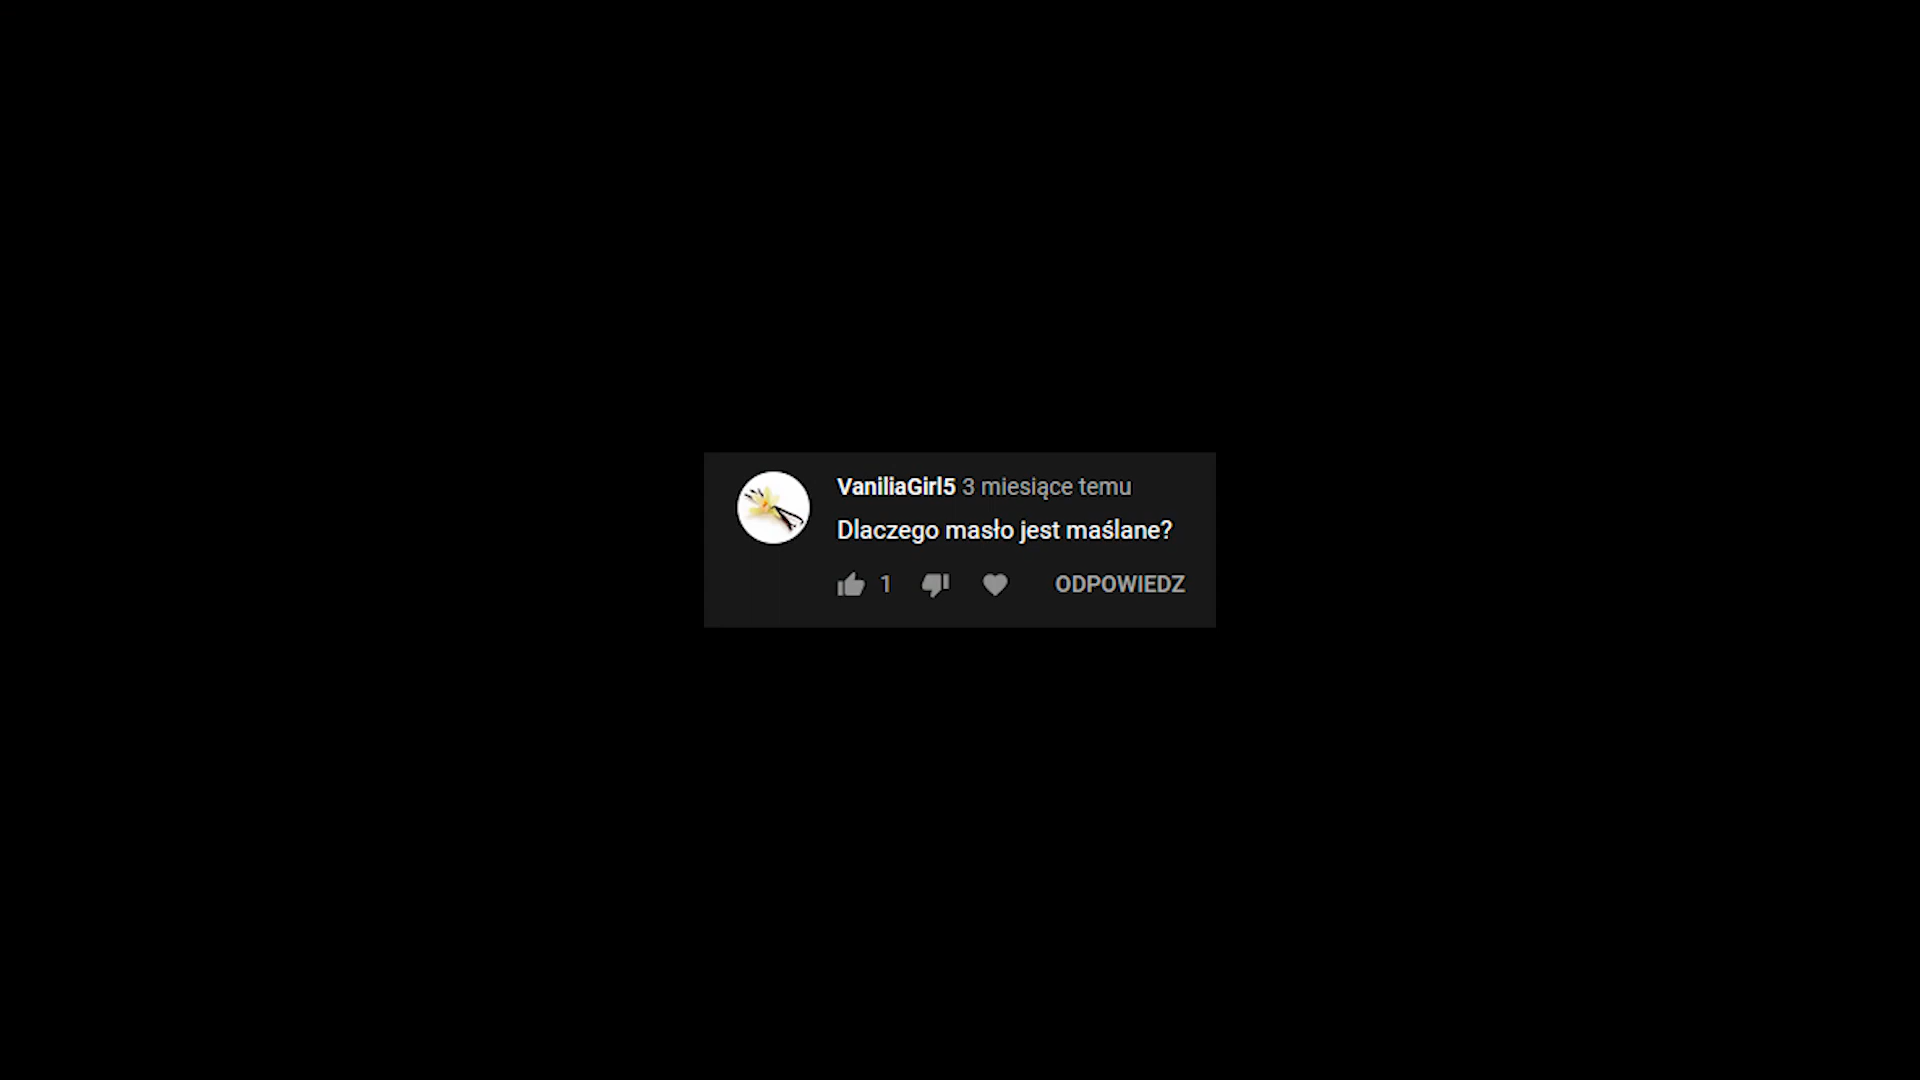 VaniliaGirl5 3 miesiące temu
Dlaczego masło jest maślane?
1 ODPOWIEDZ